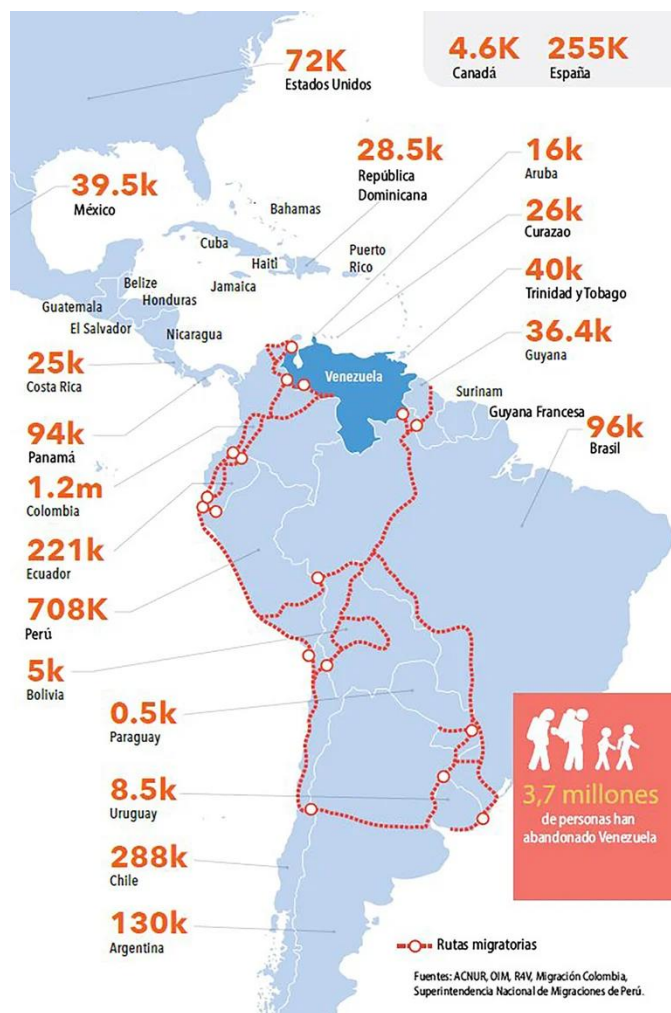 72K
Estados Unidos
4.6K
Canadá
255K
España
39.5k
México
28.5k
República
Dominicana
16k
Aruba
26k
Curazao
40k
Trinidad y Tobago
36.4k
Guyana
Bahamas
Cuba
Haiti
Puerto
Rico
Jamaica
Belize
Guatemala
Honduras
El Salvador
Nicaragua
25k
Costa Rica
Venezuela
Surinam
Guyana Francesa
94k
Panamá
96k
Brasil
1.2m
Colombia
221k
Ecuador
708K
Perú
5k
Bolivia
0.5k
Paraguay
8.5k
Uruguay
288k
Chile
130k
Argentina
3,7 millones
de personas han
abandonado Venezuela
Rutas migratorias
Fuentes: ACNUR, OIM, R4V, Migración Colombia,
Superintendencia Nacional de Migraciones de Perú.